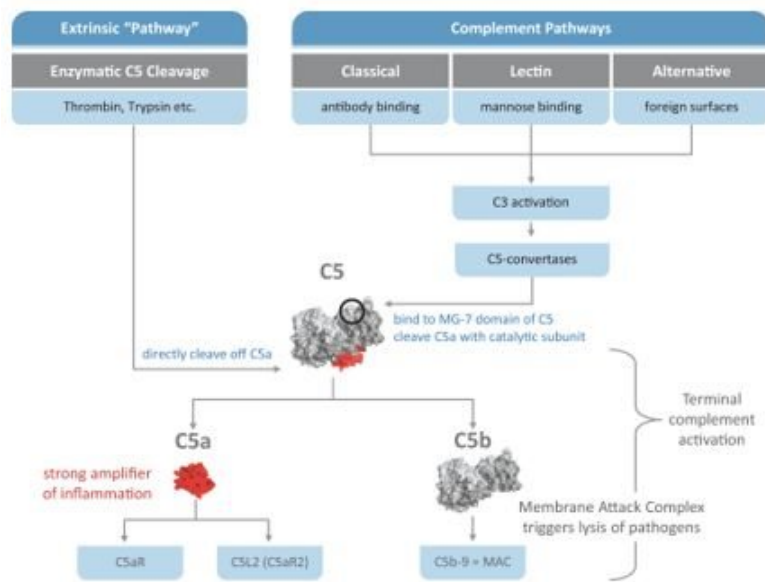 Extrinsic “Pathway”
Enzymatic C5 Cleavage
Thrombin, Trypsin etc.
Complement Pathways
Classical
Lectin
Alternative
antibody binding
mannose binding
foreign surfaces
C3 activation
C5-convertases
C5
bind to MG-7 domain of C5
cleave C5a with catalytic subunit
directly cleave off C5a
Terminal
complement
activation
C5a
strong amplifier
of inflammation
C5b
Membrane Attack Complex
triggers lysis of pathogens
C5aR
C5L2 (C5aR2)
C5b-9 = MAC